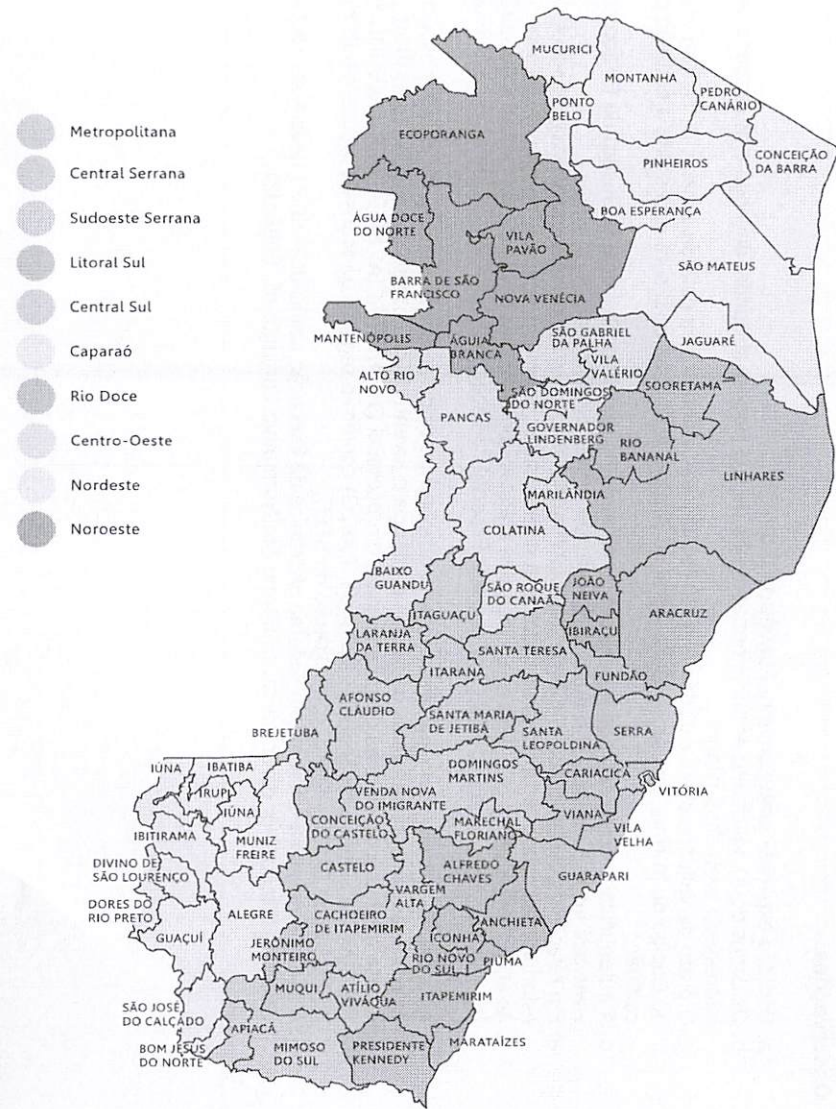 Metropolitana
Central Serrana
Sudoeste Serrana
Litoral Sul
Central Sul
Caparaó
Rio Doce
Centro-Oeste
Nordeste
Noroeste
MUCURICI
MONTANHA
PEDRO
CANÁRIO
PONTO
BELO
ECOPORANGA
PINHEIROS
CONCEIÇÃO
DA BARRA
ÁGUA DOCE
DO NORTE
VILA
PAVÃO
BOA ESPERANÇA
BARRA DE SÃO
FRANCISCO
SÃO MATEUS
NOVA VENÉCIA
MANTENÓPOLIS
ÁGUIA
BRANCA
SÃO GABRIEL
DA PALHA
VILA
VALÉRIO
JAGUARÉ
ALTO RIO
NOVO
SOORETAMA
PANCAS
SÃO DOMINGOS
DO NORTE
GOVERNADOR
LINDENBERG
RIO
BANANAL
LINHARES
MARILÂNDIA
COLATINA
BAIXO
GUANDU
SÃO ROQUE
DO CANAÃ
JOÃO
NEIVA
ITAGUAÇU
ARACRUZ
IBIRAÇU
LARANJA
DA TERRA
SANTA TERESA
ITARANA
FUNDÃO
AFONSO
CLÁUDIO
SANTA MARIA
DE JETIBÁ
SANTA
LEOPOLDINA
SERRA
BREJETUBA
DOMINGOS
MARTINS
CARIACICA
VITÓRIA
IÚNA
IBATIBA
IRUPI
IÚNA
VENDA NOVA
DO IMIGRANTE
CONCEIÇÃO
DO CASTELO
MARECHAL
FLORIANO
VIANA
VILA
VELHA
IBITIRAMA
MUNIZ
FREIRE
DIVINO DE
SÃO LOURENÇO
CASTELO
ALFREDO
CHAVES
GUARAPARI
DORES DO
RIO PRETO
VARGEM
ALTA
ALEGRE
CACHOEIRO
DE ITAPEMIRIM
ANCHIETA
GUAÇUÍ
ICONHA
JERÔNIMO
MONTEIRO
RIO NOVO
DO SUL
PIÚMA
MUQUI
ATÍLIO
VIVÁQUA
ITAPEMIRIM
SÃO JOSÉ
DO CALÇADO
APIACÁ
BOM JESUS
DO NORTE
MIMOSO
DO SUL
PRESIDENTE
KENNEDY
MARATAÍZES